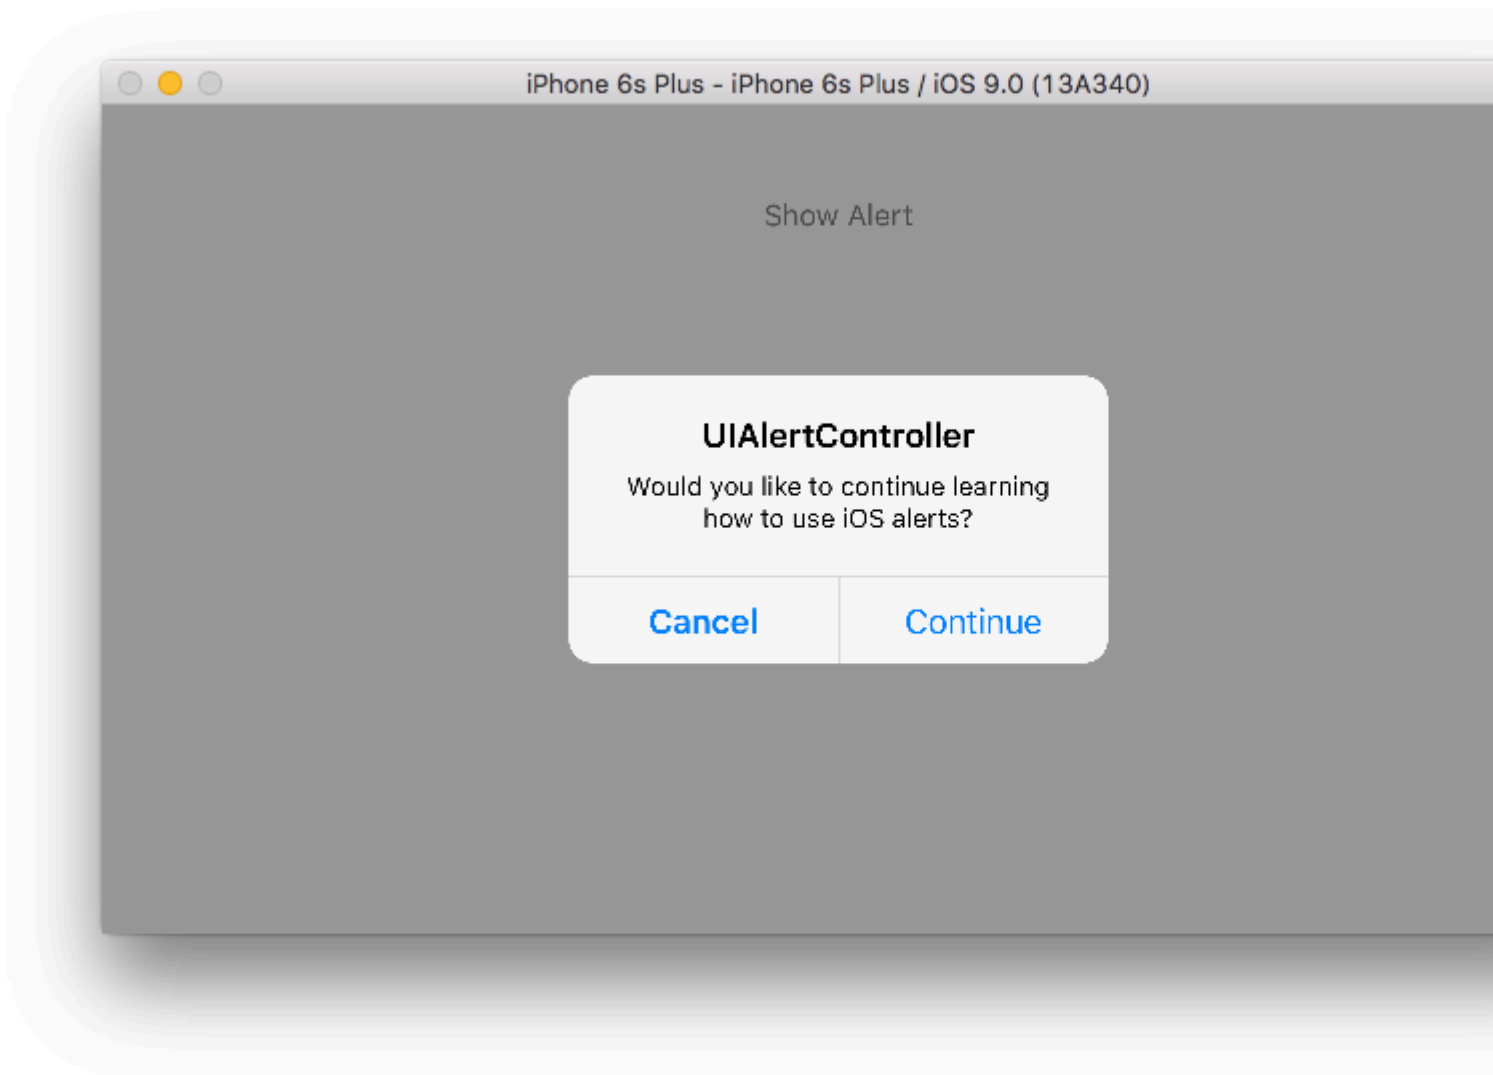 iPhone 6s Plus - iPhone 6s Plus / iOS 9.0 (13A340)
Show Alert
UIAlertController
Would you like to continue learning
how to use iOS alerts?
Cancel
Continue